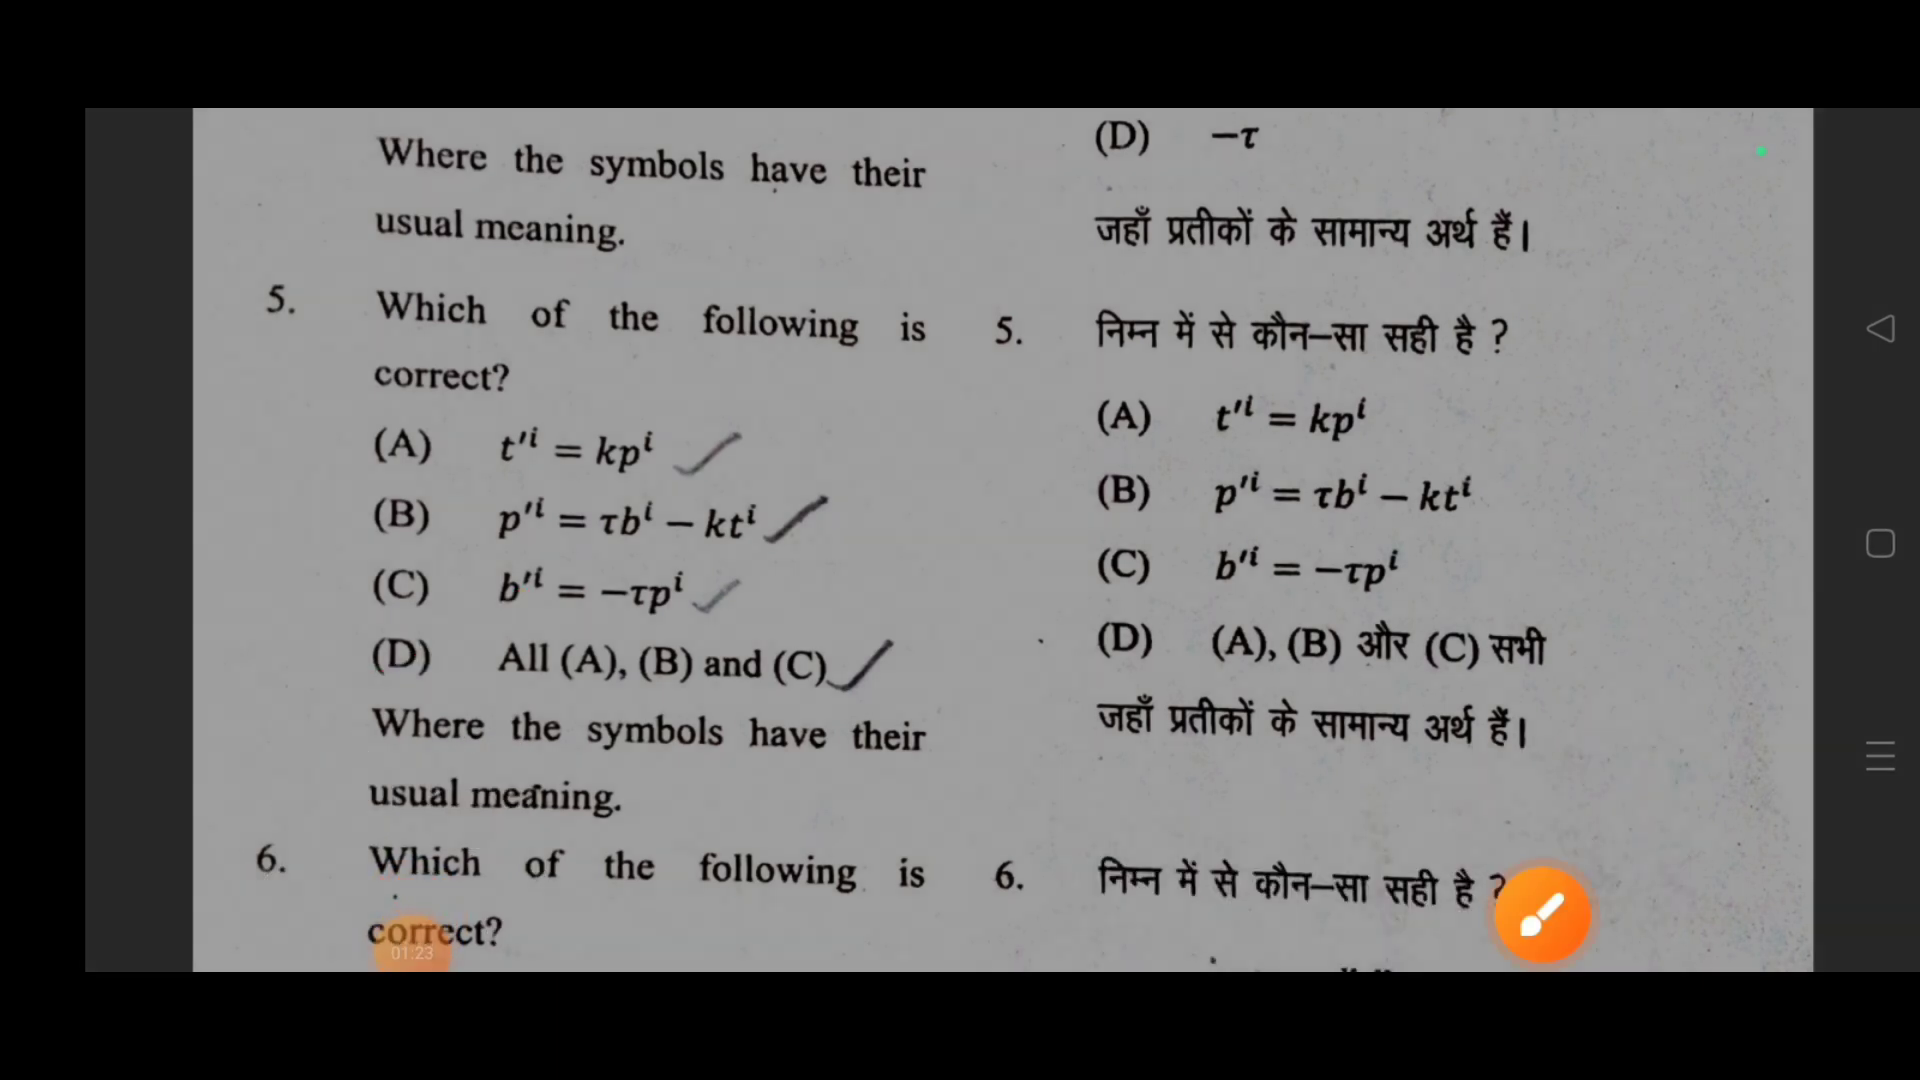 Where the symbols have their
usual meaning.
5. Which of the following is
correct?
(A) t'ⁱ = kpⁱ
(B) p'ⁱ = τbⁱ – ktⁱ
(C) b'ⁱ = –τpⁱ
(D) All (A), (B) and (C)
Where the symbols have their
usual meaning.
6. Which of the following is
correct?
01:23
(D) –τ
जहाँ प्रतीकों के सामान्य अर्थ हैं।
5. निम्न में से कौन–सा सही है ?
(A) t'ⁱ = kpⁱ
(B) p'ⁱ = τbⁱ – ktⁱ
(C) b'ⁱ = –τpⁱ
(D) (A), (B) और (C) सभी
जहाँ प्रतीकों के सामान्य अर्थ हैं।
6. निम्न में से कौन–सा सही है ?